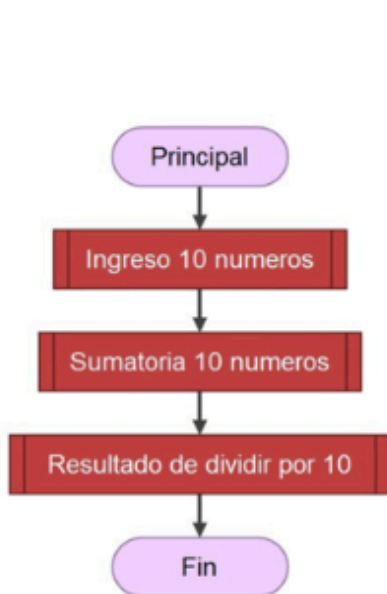 Principal
Ingreso 10 numeros
Sumatoria 10 numeros
Resultado de dividir por 10
Fin